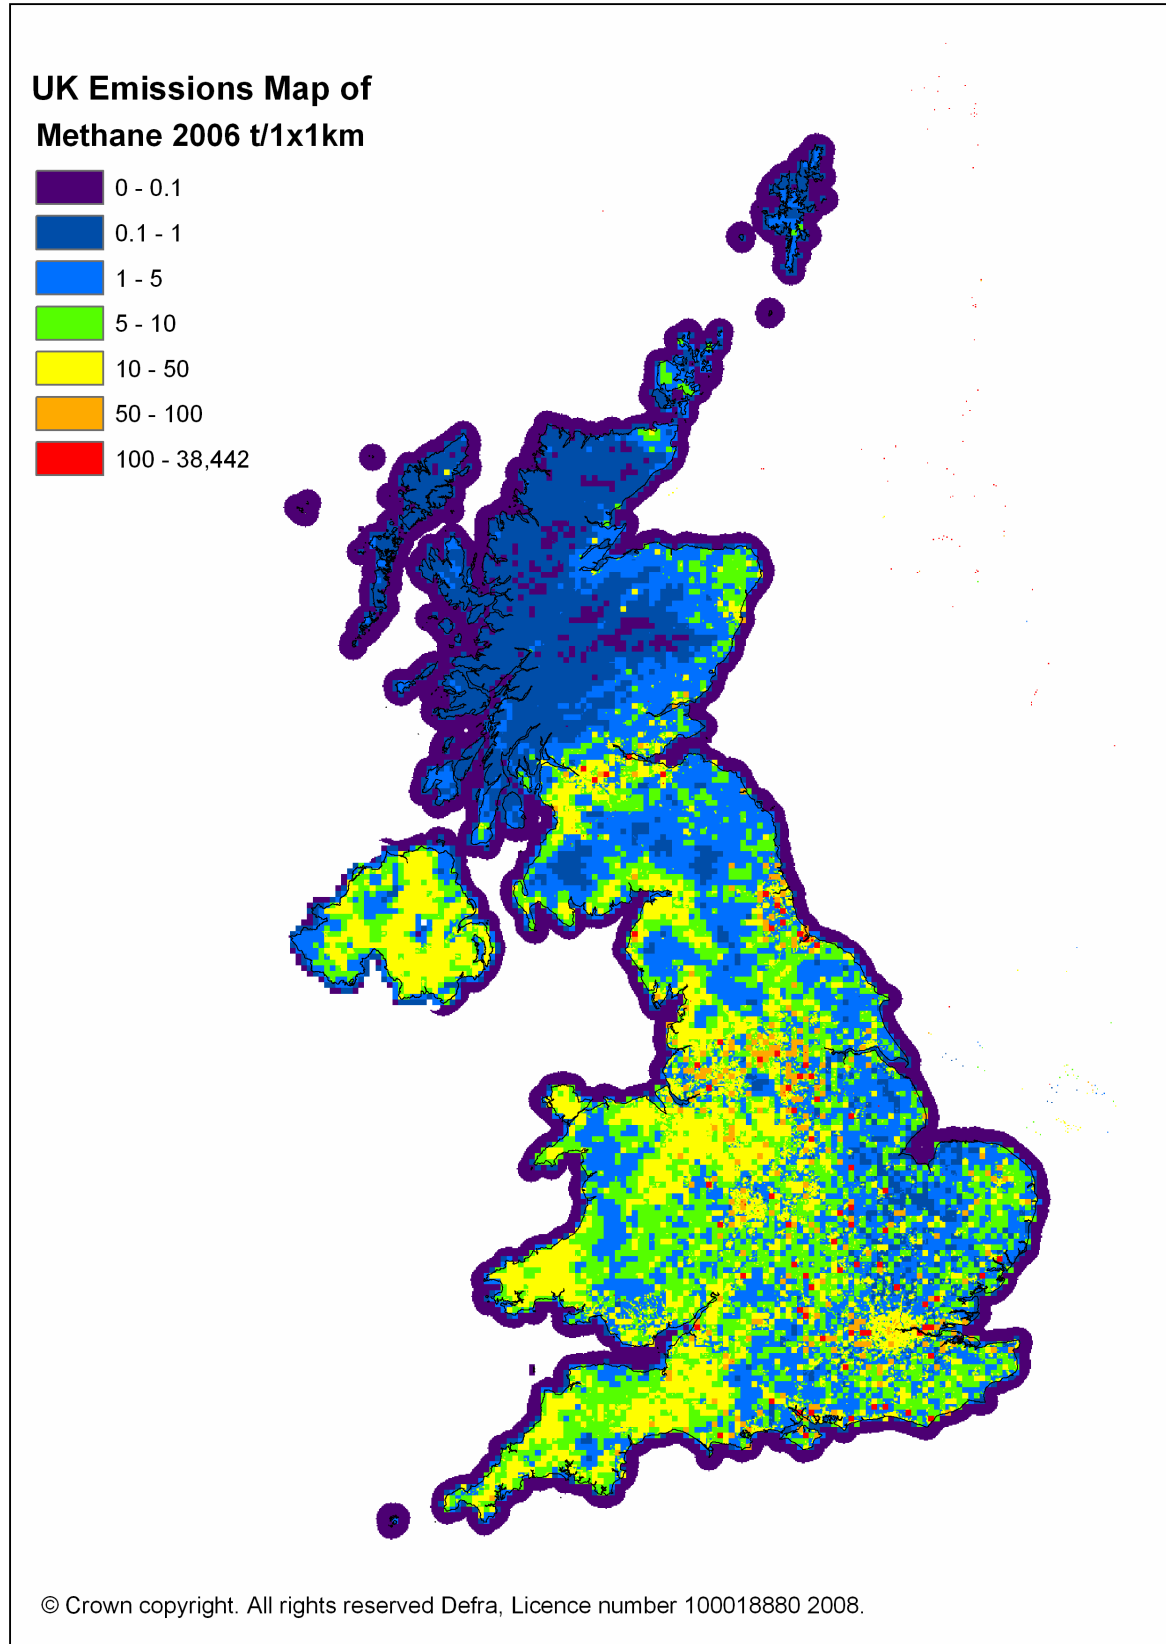 UK Emissions Map of
Methane 2006 t/1x1km
0 - 0.1
0.1 - 1
1 - 5
5 - 10
10 - 50
50 - 100
100 - 38,442
© Crown copyright. All rights reserved Defra, Licence number 100018880 2008.